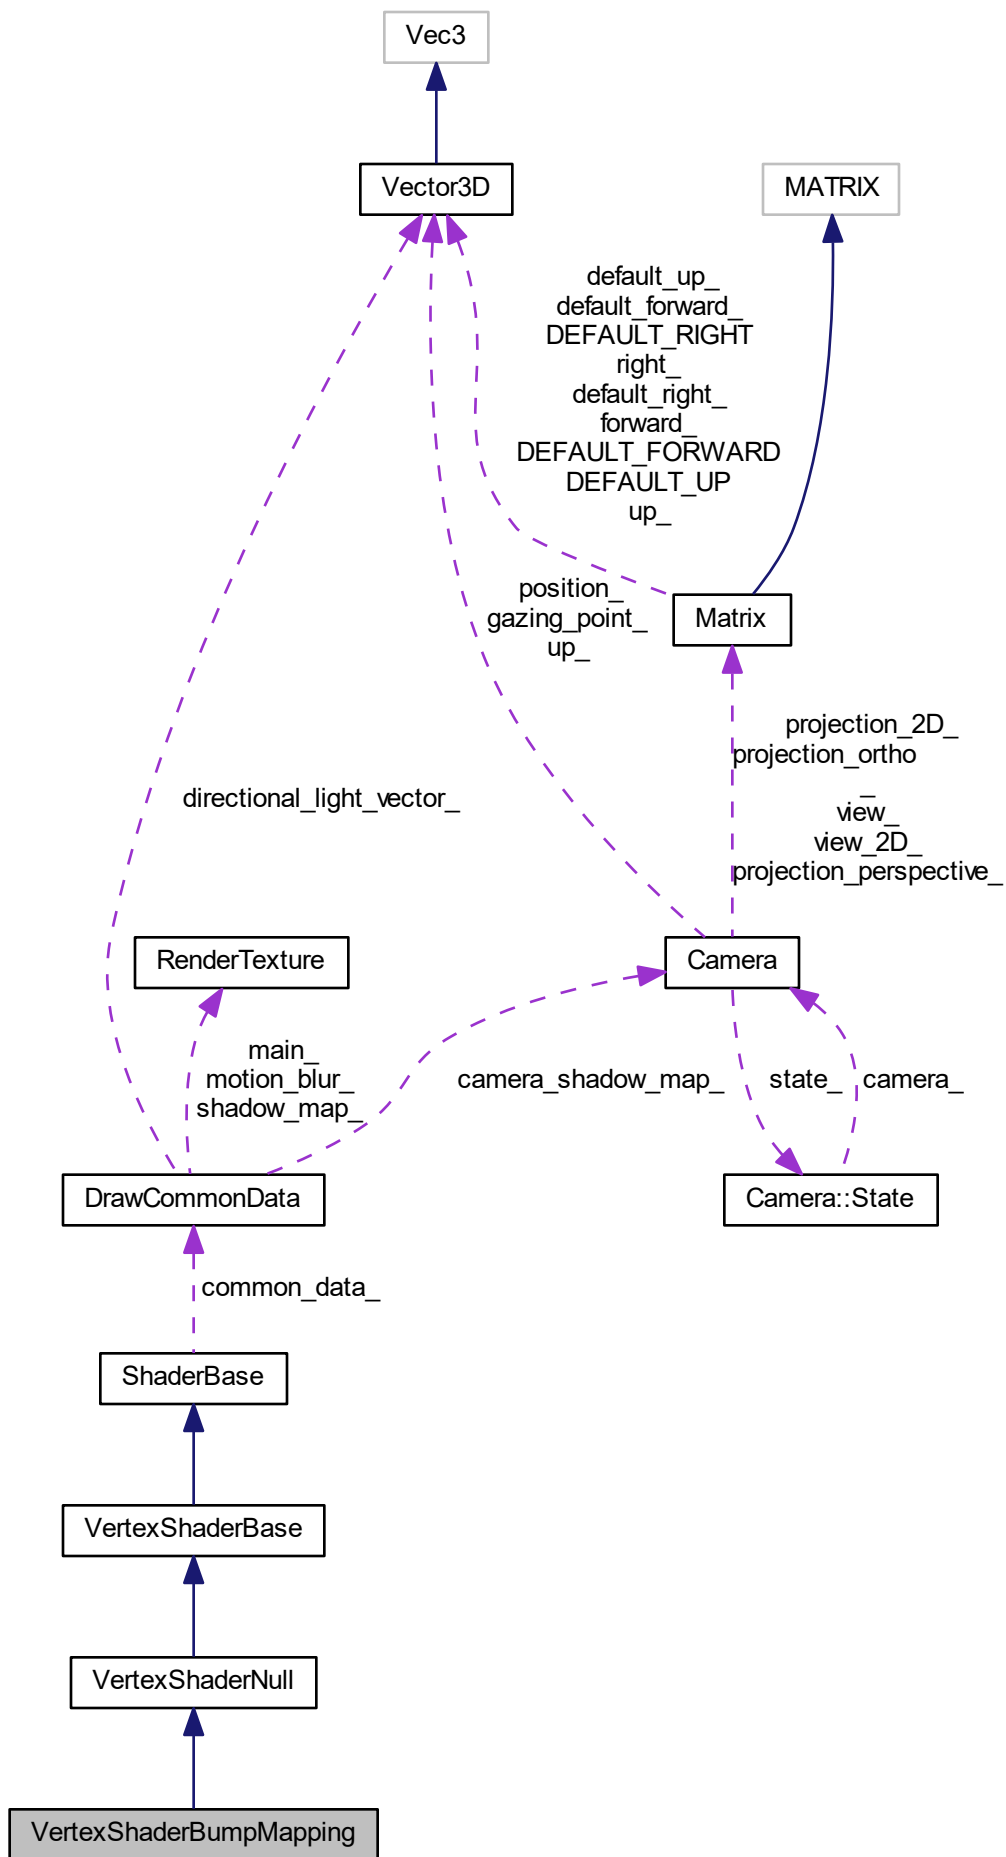 Vec3
Vector3D
MATRIX
default_up_
default_forward_
DEFAULT_RIGHT
right_
default_right_
forward_
DEFAULT_FORWARD
DEFAULT_UP
up_
position_
gazing_point_
up_
Matrix
projection_2D_
projection_ortho
_
view_
view_2D_
projection_perspective_
directional_light_vector_
RenderTexture
Camera
main_
motion_blur_
shadow_map_
camera_shadow_map_
state_
camera_
DrawCommonData
Camera::State
common_data_
ShaderBase
VertexShaderBase
VertexShaderNull
VertexShaderBumpMapping